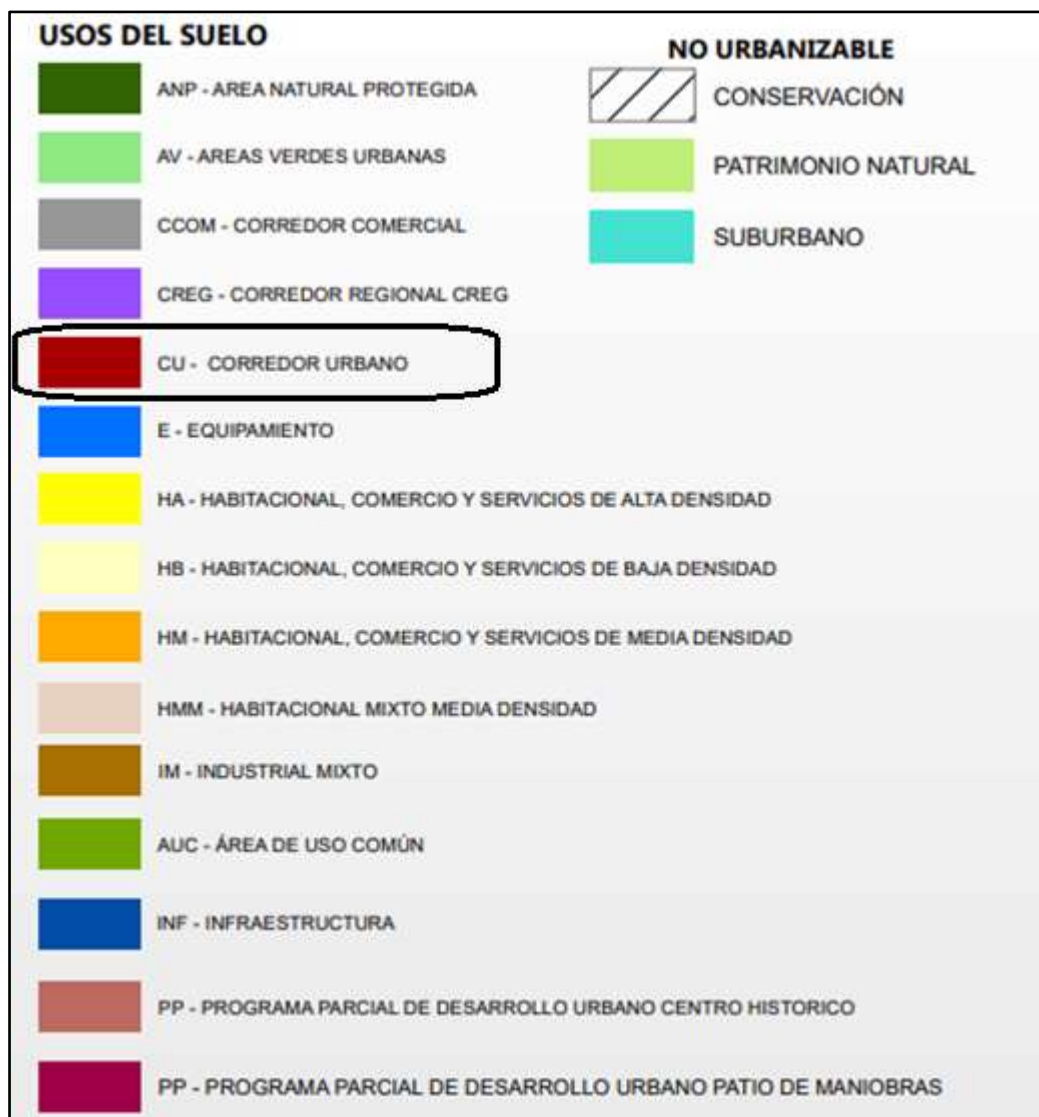 USOS DEL SUELO
ANP - AREA NATURAL PROTEGIDA
AV - AREAS VERDES URBANAS
CCOM - CORREDOR COMERCIAL
CREG - CORREDOR REGIONAL CREG
CU - CORREDOR URBANO
E - EQUIPAMIENTO
HA - HABITACIONAL, COMERCIO Y SERVICIOS DE ALTA DENSIDAD
HB - HABITACIONAL, COMERCIO Y SERVICIOS DE BAJA DENSIDAD
HM - HABITACIONAL, COMERCIO Y SERVICIOS DE MEDIA DENSIDAD
HMM - HABITACIONAL MIXTO MEDIA DENSIDAD
IM - INDUSTRIAL MIXTO
AUC - ÁREA DE USO COMÚN
INF - INFRAESTRUCTURA
PP - PROGRAMA PARCIAL DE DESARROLLO URBANO CENTRO HISTORICO
PP - PROGRAMA PARCIAL DE DESARROLLO URBANO PATIO DE MANIOBRAS
NO URBANIZABLE
CONSERVACIÓN
PATRIMONIO NATURAL
SUBURBANO